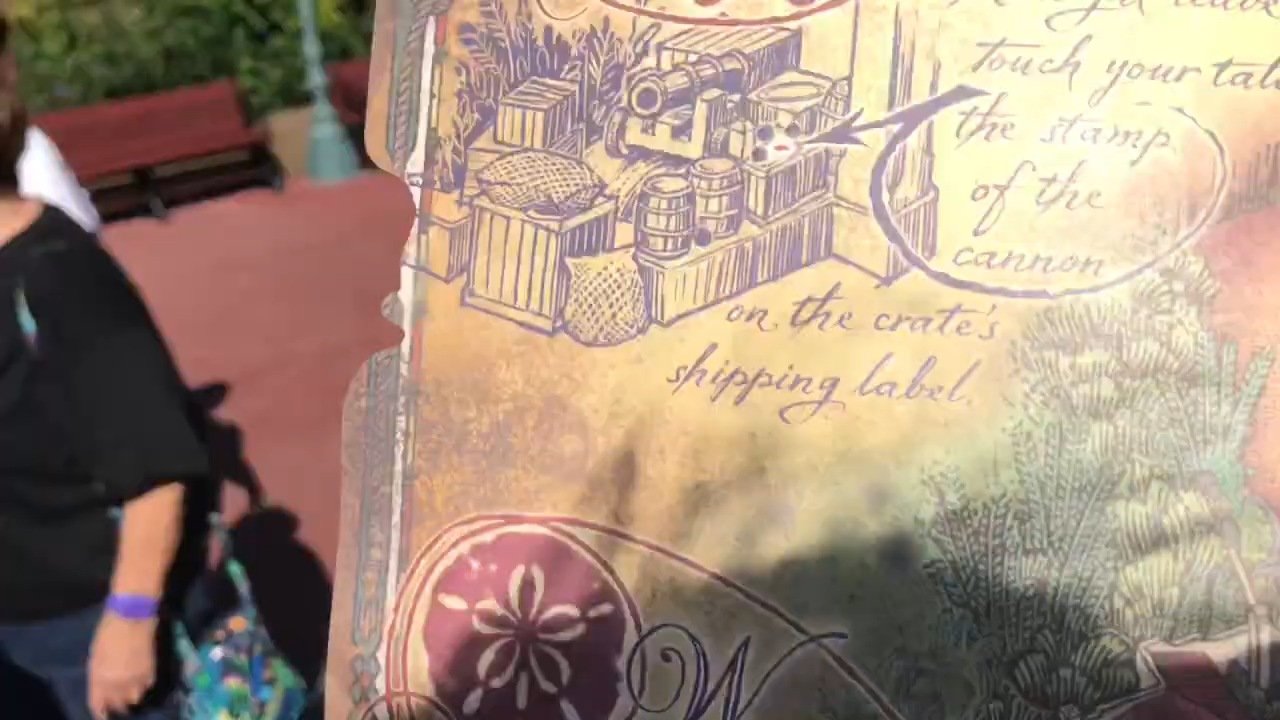 touch your
the stamp
of the
cannon
on the crate's
shipping label.
W